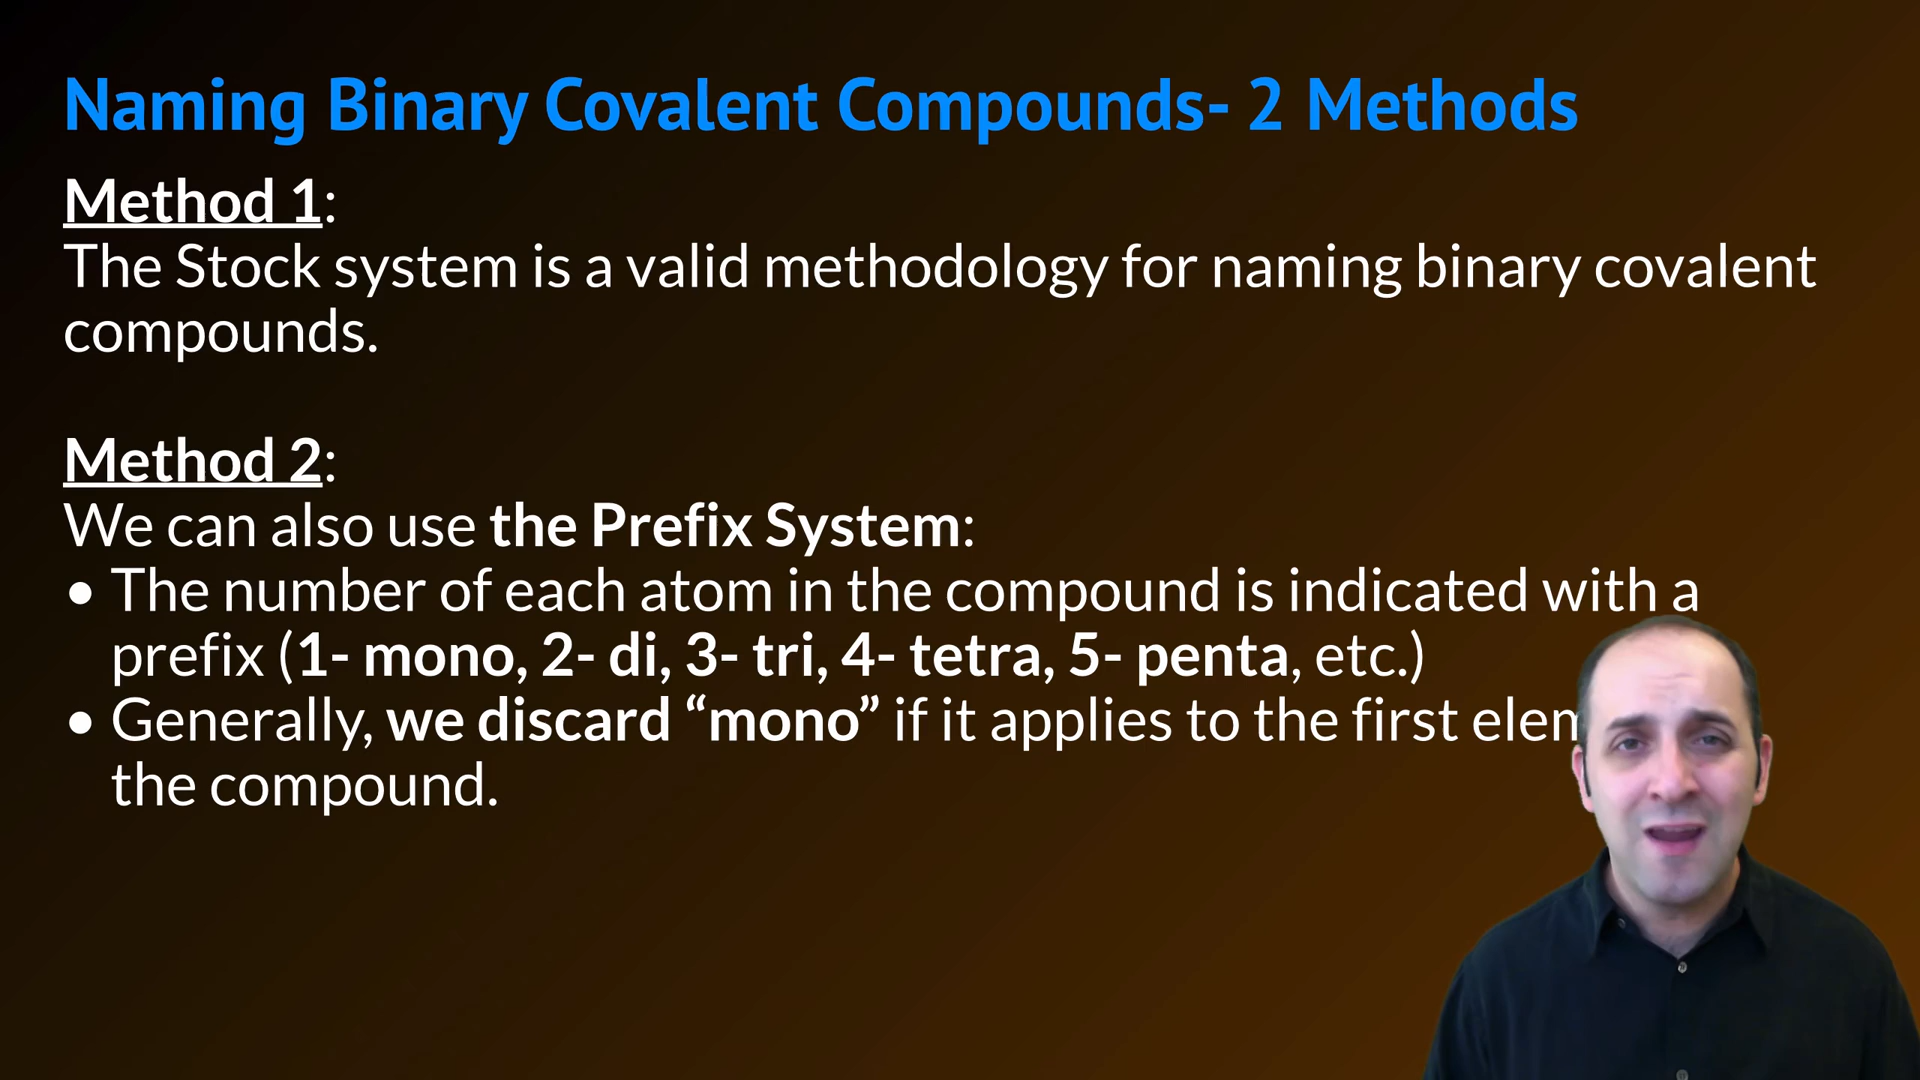 Naming Binary Covalent Compounds- 2 Methods
Method 1:
The Stock system is a valid methodology for naming binary covalent
compounds.
Method 2:
We can also use the Prefix System:
• The number of each atom in the compound is indicated with a
prefix (1- mono, 2- di, 3- tri, 4- tetra, 5- penta, etc.)
• Generally, we discard “mono” if it applies to the first elem
the compound.